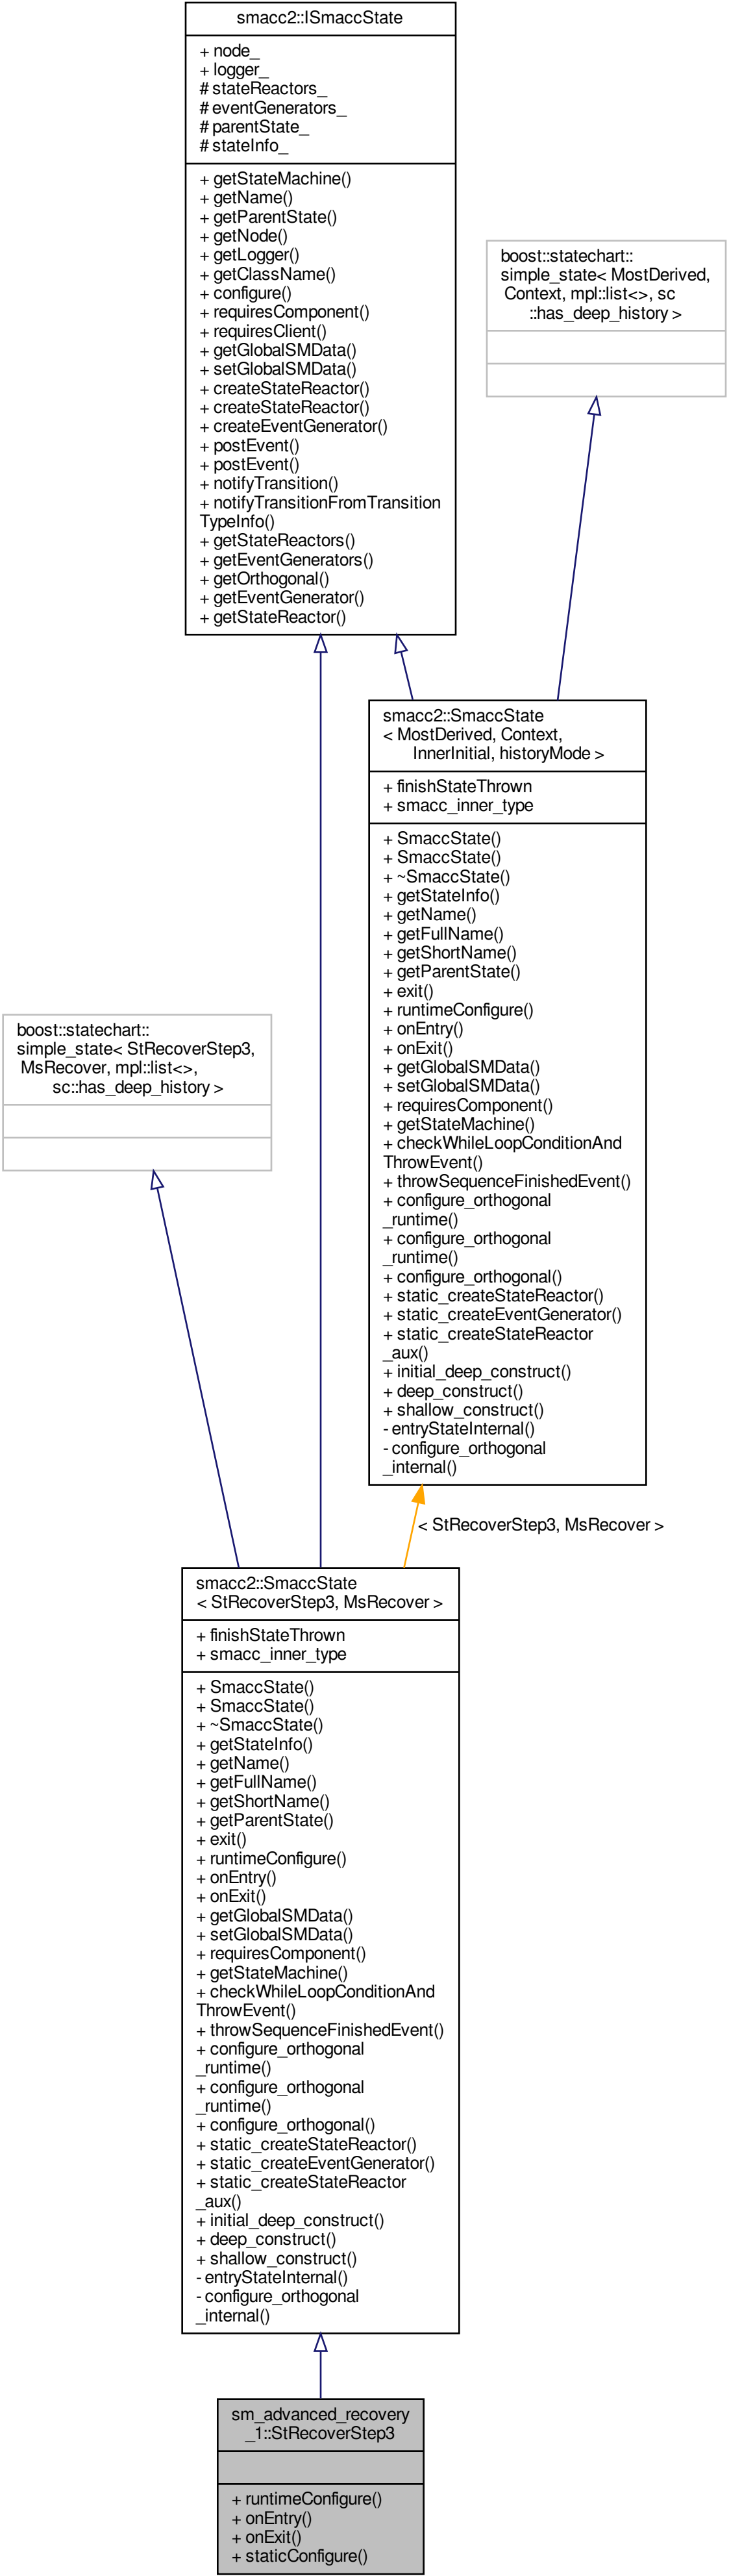 smacc2::ISmaccState
+ node_
+ logger_
# stateReactors_
# eventGenerators_
# parentState_
# stateInfo_
+ getStateMachine()
+ getName()
+ getParentState()
+ getNode()
+ getLogger()
+ getClassName()
+ configure()
+ requiresComponent()
+ requiresClient()
+ getGlobalSMData()
+ setGlobalSMData()
+ createStateReactor()
+ createStateReactor()
+ createEventGenerator()
+ postEvent()
+ postEvent()
+ notifyTransition()
+ notifyTransitionFromTransition
TypeInfo()
+ getStateReactors()
+ getEventGenerators()
+ getOrthogonal()
+ getEventGenerator()
+ getStateReactor()
boost::statechart::
simple_state< MostDerived,
Context, mpl::list<>, sc
::has_deep_history >
smacc2::SmaccState
< MostDerived, Context,
InnerInitial, historyMode >
+ finishStateThrown
+ smacc_inner_type
+ SmaccState()
+ SmaccState()
+ ~SmaccState()
+ getStateInfo()
+ getName()
+ getFullName()
+ getShortName()
+ getParentState()
+ exit()
+ runtimeConfigure()
+ onEntry()
+ onExit()
+ getGlobalSMData()
+ setGlobalSMData()
+ requiresComponent()
+ getStateMachine()
+ checkWhileLoopConditionAnd
ThrowEvent()
+ throwSequenceFinishedEvent()
+ configure_orthogonal
_runtime()
+ configure_orthogonal
_runtime()
+ configure_orthogonal()
+ static_createStateReactor()
+ static_createEventGenerator()
+ static_createStateReactor
_aux()
+ initial_deep_construct()
+ deep_construct()
+ shallow_construct()
- entryStateInternal()
- configure_orthogonal
_internal()
boost::statechart::
simple_state< StRecoverStep3,
MsRecover, mpl::list<>,
sc::has_deep_history >
< StRecoverStep3, MsRecover >
smacc2::SmaccState
< StRecoverStep3, MsRecover >
+ finishStateThrown
+ smacc_inner_type
+ SmaccState()
+ SmaccState()
+ ~SmaccState()
+ getStateInfo()
+ getName()
+ getFullName()
+ getShortName()
+ getParentState()
+ exit()
+ runtimeConfigure()
+ onEntry()
+ onExit()
+ getGlobalSMData()
+ setGlobalSMData()
+ requiresComponent()
+ getStateMachine()
+ checkWhileLoopConditionAnd
ThrowEvent()
+ throwSequenceFinishedEvent()
+ configure_orthogonal
_runtime()
+ configure_orthogonal
_runtime()
+ configure_orthogonal()
+ static_createStateReactor()
+ static_createEventGenerator()
+ static_createStateReactor
_aux()
+ initial_deep_construct()
+ deep_construct()
+ shallow_construct()
- entryStateInternal()
- configure_orthogonal
_internal()
sm_advanced_recovery
_1::StRecoverStep3
+ runtimeConfigure()
+ onEntry()
+ onExit()
+ staticConfigure()